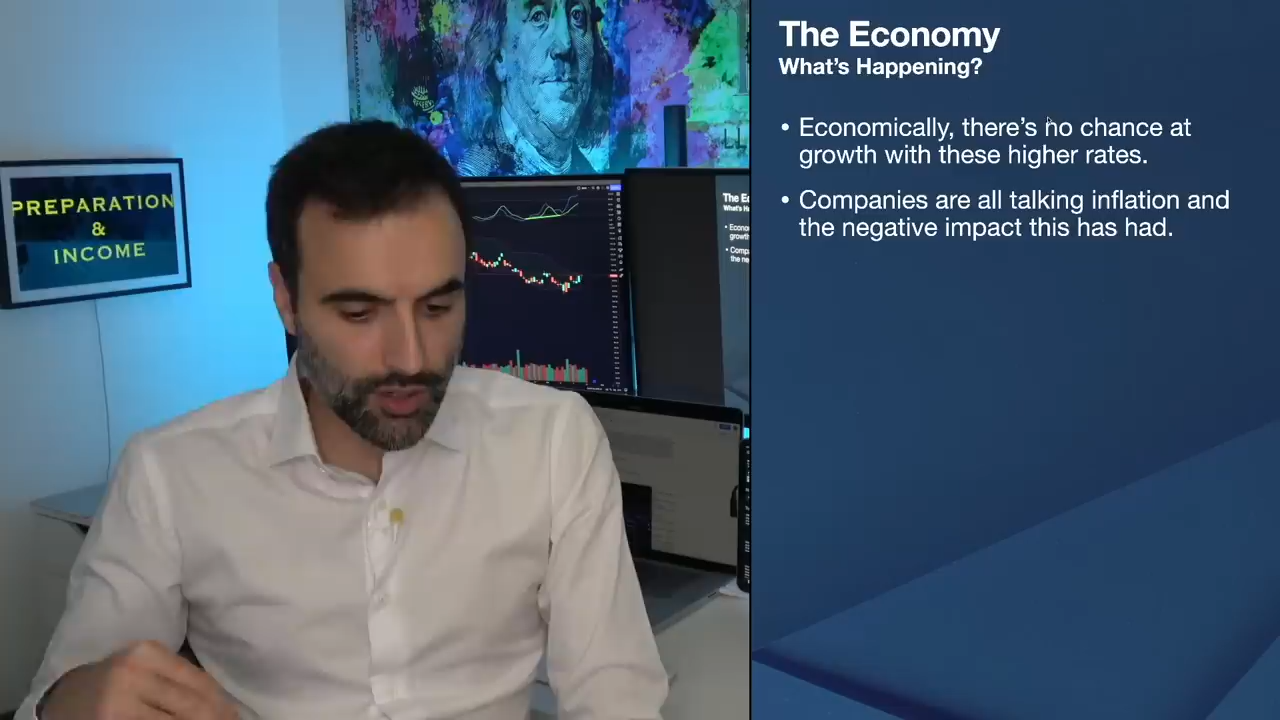 PREPARATION
&
INCOME
The Economy
What's Happening?
• Economically, there's no chance at
growth with these higher rates.
• Companies are all talking inflation and
the negative impact this has had.